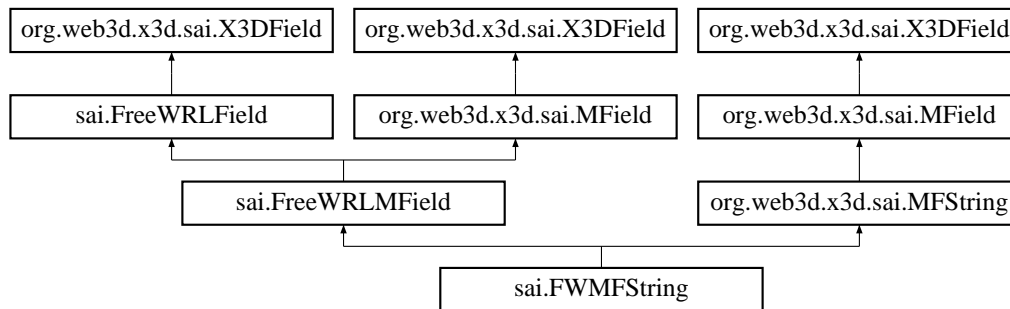 org.web3d.x3d.sai.X3DField org.web3d.x3d.sai.X3DField org.web3d.x3d.sai.X3DField
sai.FreeWRLField org.web3d.x3d.sai.MField org.web3d.x3d.sai.MField
sai.FreeWRLMField org.web3d.x3d.sai.MFString
sai.FWMFString